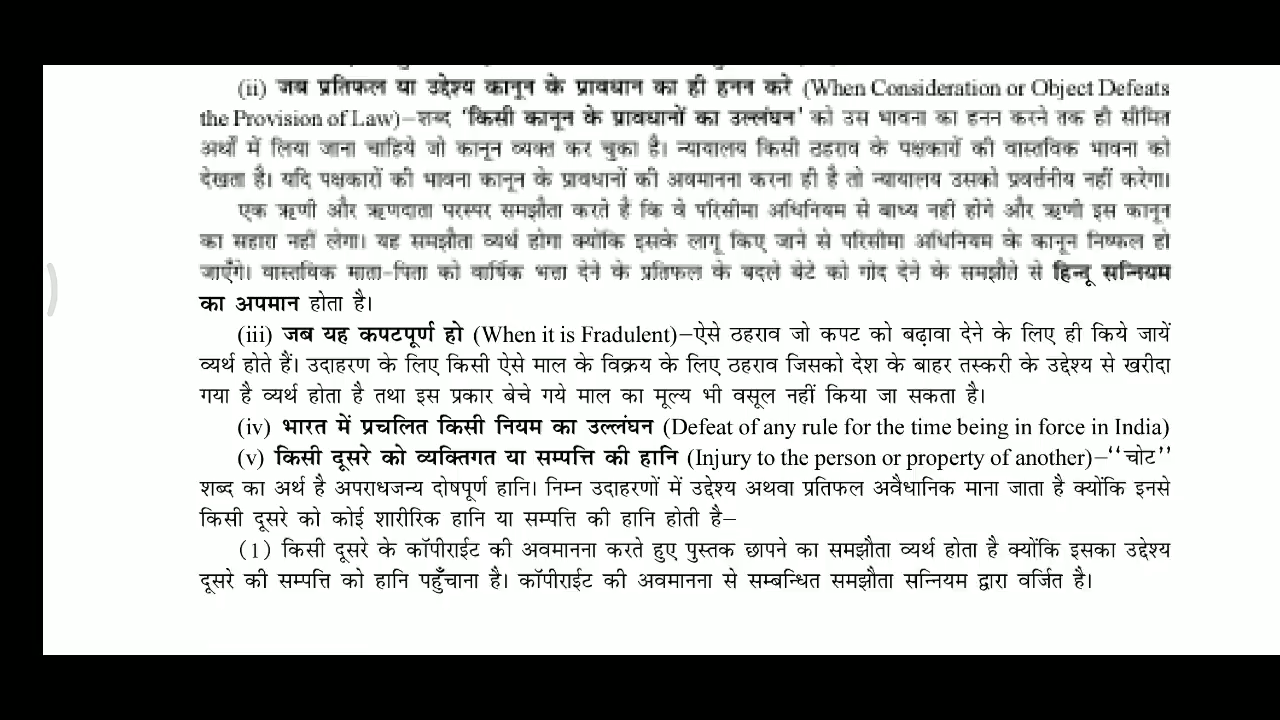 (ii) जब प्रतिफल या उद्देश्य कानून के प्रावधान का ही हनन करे (When Consideration or Object Defeats
the Provision of Law)–शब्द 'किसी कानून के प्रावधानों का उल्लंघन' को उस भावना का हनन करने तक ही सीमित
अर्थों में लिया जाना चाहिये जो कानून व्यक्त कर चुका है। न्यायालय किसी ठहराव के पक्षकारों की वास्तविक भावना को
देखता है। यदि पक्षकारों की भावना कानून के प्रावधानों की अवमानना करना ही है तो न्यायालय उसको प्रवर्त्तनीय नहीं करेगा।
एक ऋणी और ऋणदाता परस्पर समझौता करते है कि वे परिसीमा अधिनियम से बाध्य नही होगे और ऋणी इस कानून
का सहारा नहीं लेगा। यह समझौता व्यर्थ होगा क्योंकि इसके लागू किए जाने से परिसीमा अधिनियम के कानून निष्फल हो
जाएँगे। वास्तविक माता-पिता को वार्षिक भत्ता देने के प्रतिफल के बदले बेटे को गोद देने के समझौते से हिन्दू सन्नियम
का अपमान होता है।
(iii) जब यह कपटपूर्ण हो (When it is Fradulent)–ऐसे ठहराव जो कपट को बढ़ावा देने के लिए ही किये जायें
व्यर्थ होते हैं। उदाहरण के लिए किसी ऐसे माल के विक्रय के लिए ठहराव जिसको देश के बाहर तस्करी के उद्देश्य से खरीदा
गया है व्यर्थ होता है तथा इस प्रकार बेचे गये माल का मूल्य भी वसूल नहीं किया जा सकता है।
(iv) भारत में प्रचलित किसी नियम का उल्लंघन (Defeat of any rule for the time being in force in India)
(v) किसी दूसरे को व्यक्तिगत या सम्पत्ति की हानि (Injury to the person or property of another)–‘‘चोट’’
शब्द का अर्थ है अपराधजन्य दोषपूर्ण हानि। निम्न उदाहरणों में उद्देश्य अथवा प्रतिफल अवैधानिक माना जाता है क्योंकि इनसे
किसी दूसरे को कोई शारीरिक हानि या सम्पत्ति की हानि होती है–
(1) किसी दूसरे के कॉपीराईट की अवमानना करते हुए पुस्तक छापने का समझौता व्यर्थ होता है क्योंकि इसका उद्देश्य
दूसरे की सम्पत्ति को हानि पहुँचाना है। कॉपीराईट की अवमानना से सम्बन्धित समझौता सन्नियम द्वारा वर्जित है।